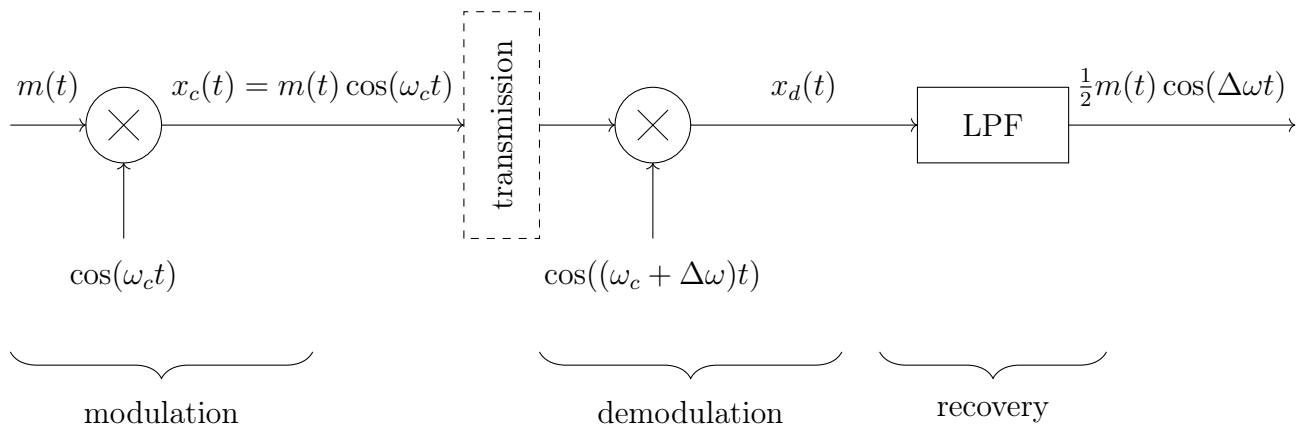 m(t)
x_c(t) = m(t) cos(ω_c t)
transmission
x_d(t)
LPF
½m(t) cos(Δωt)
cos(ω_c t)
cos((ω_c + Δω)t)
modulation
demodulation
recovery